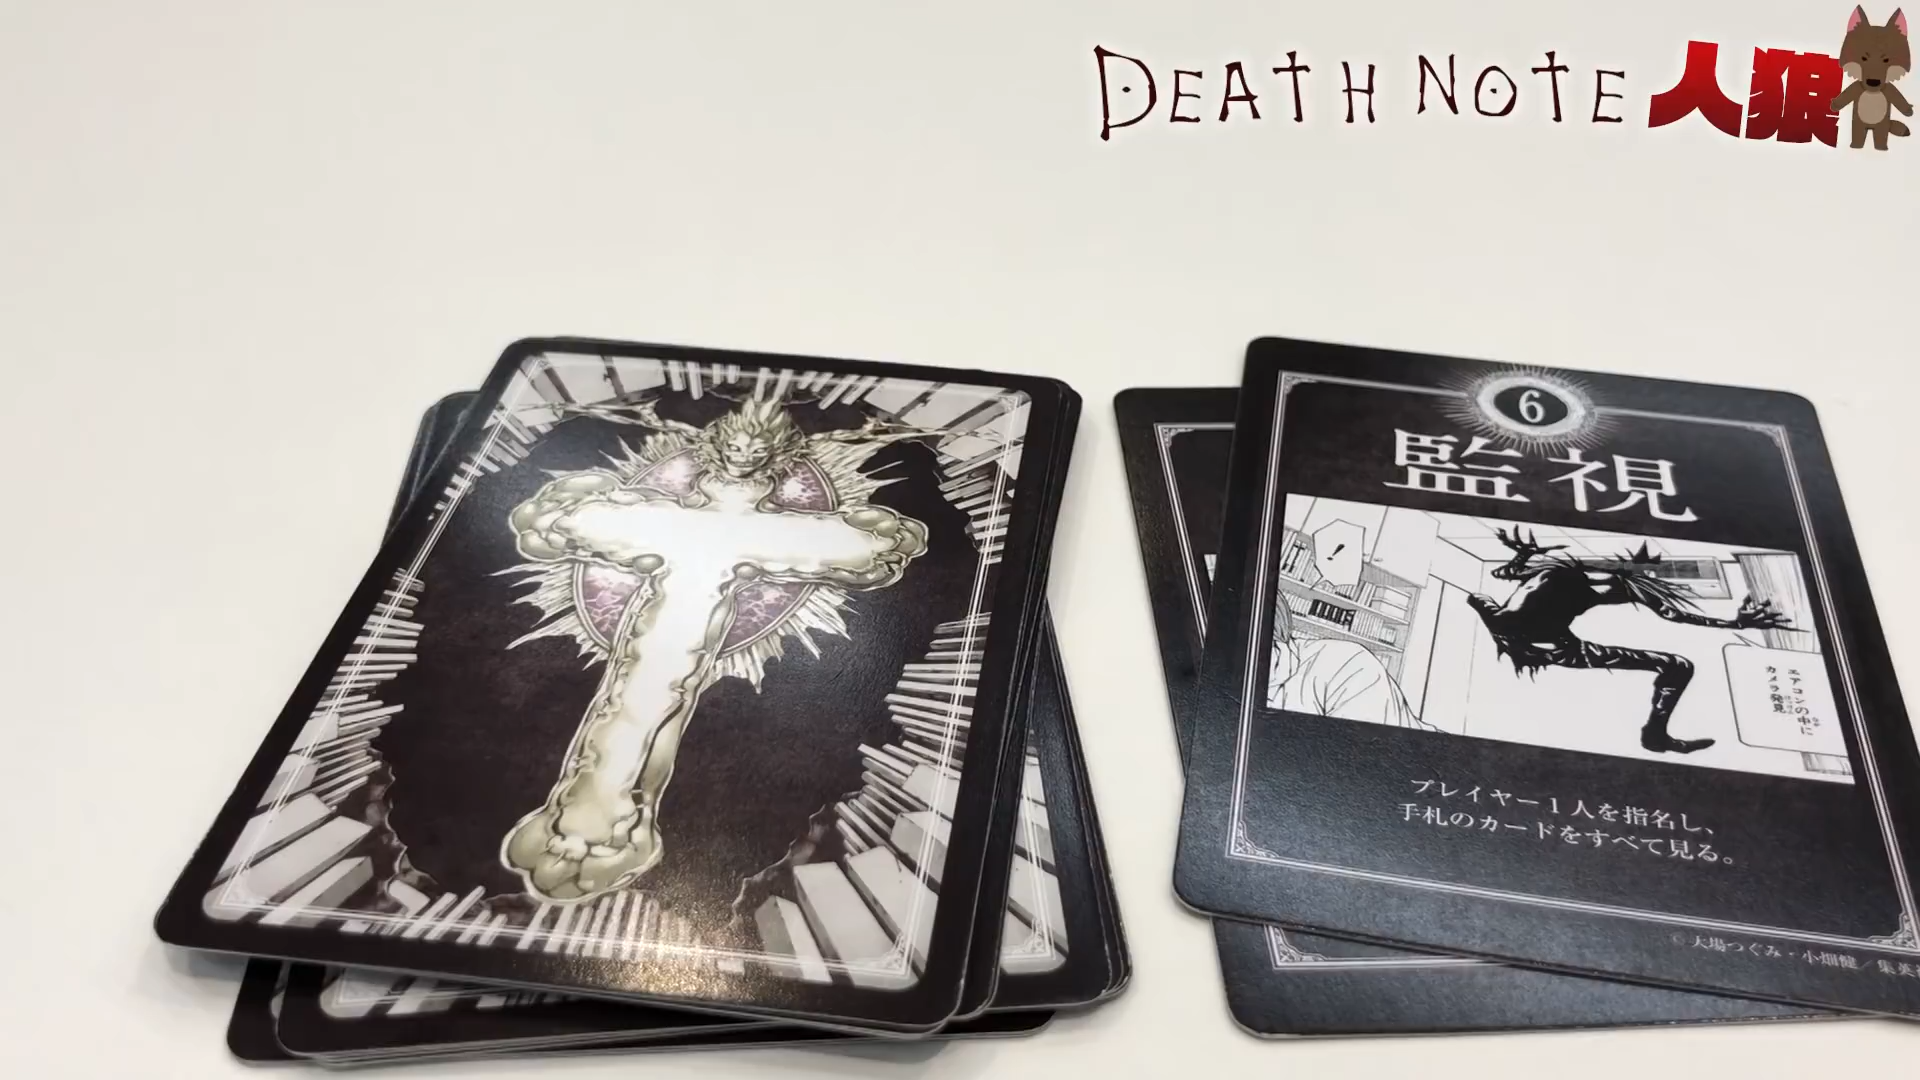 DEATH NOTE 人狼
6
監視
!
エアコンの中に
カメラ発見
プレイヤー1人を指名し、
手札のカードをすべて見る。
© 大場つぐみ・小畑健/集英